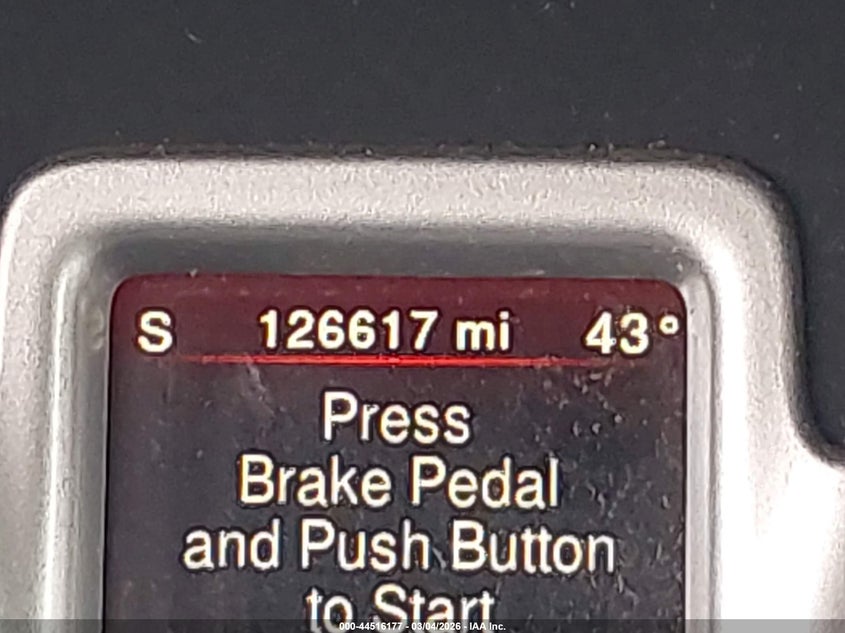 S 126617 mi 43°
Press
Brake Pedal
and Push Button
to Start
000-44516177 - 03/04/2026 - IAA Inc.